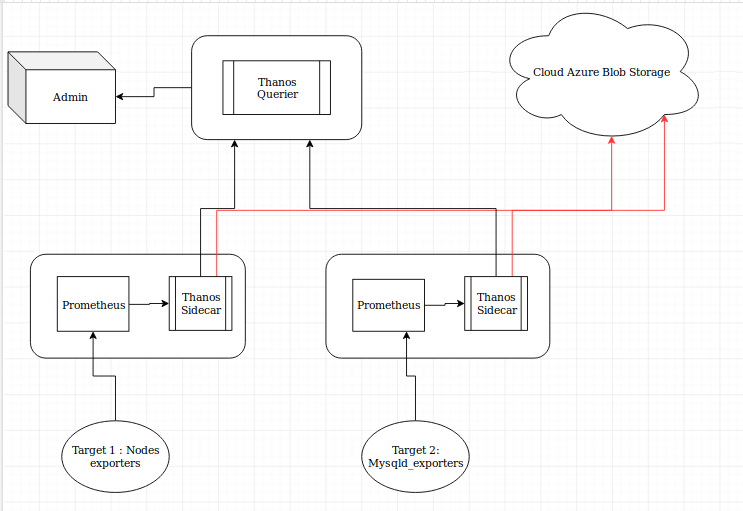 Thanos
Querier
Cloud Azure Blob Storage
Admin
Prometheus
Thanos
Sidecar
Prometheus
Thanos
Sidecar
Target 1 : Nodes
exporters
Target 2:
Mysqld_exporters